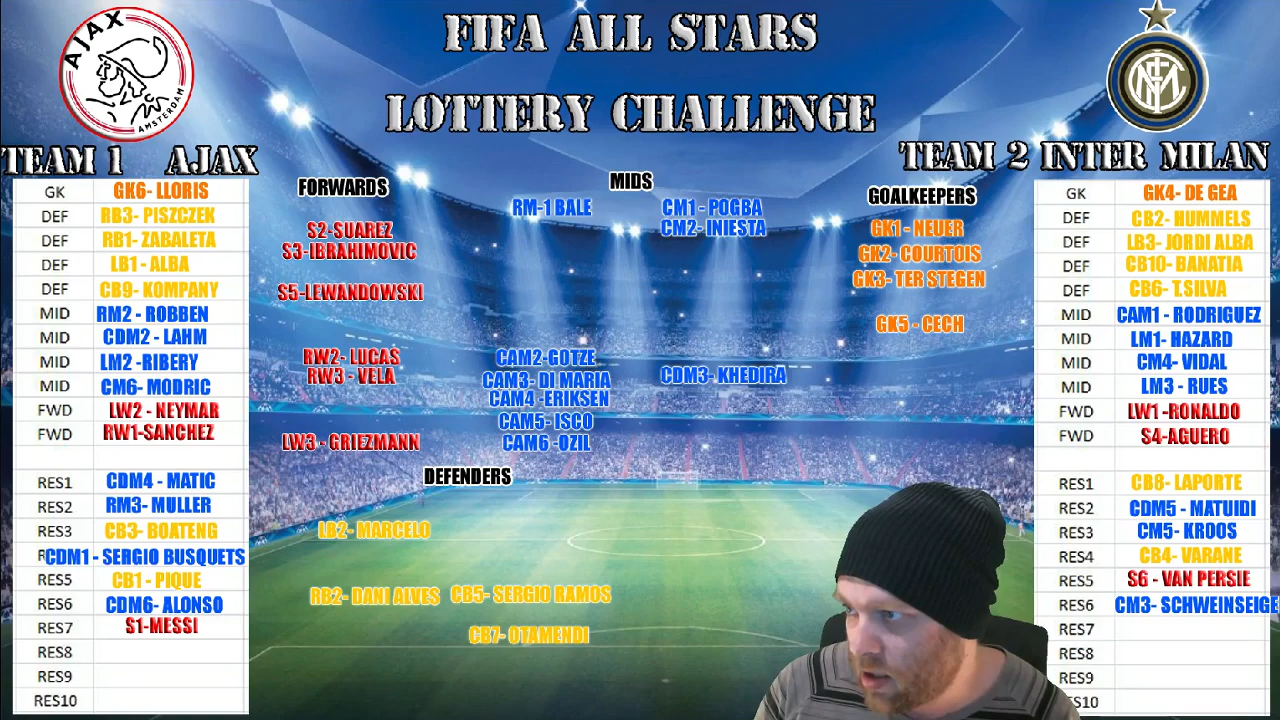 FIFA ALL STARS
LOTTERY CHALLENGE
AJAX
AMSTERDAM
TEAM 1 AJAX
GK GK6- LLORIS
DEF RB3- PISZCZEK
DEF RB1- ZABALETA
DEF LB1 - ALBA
DEF CB9- KOMPANY
MID RM2 - ROBBEN
MID CDM2 - LAHM
MID LM2 -RIBERY
MID CM6- MODRIC
FWD LW2 - NEYMAR
FWD RW1-SANCHEZ
RES1 CDM4 - MATIC
RES2 RM3- MULLER
RES3 CB3- BOATENG
R CDM1 - SERGIO BUSQUETS
RES5 CB1 - PIQUE
RES6 CDM6- ALONSO
RES7 S1-MESSI
RES8
RES9
RES10
FORWARDS
S2-SUAREZ
S3-IBRAHIMOVIC
S5-LEWANDOWSKI
RW2- LUCAS
RW3 - VELA
LW3 - GRIEZMANN
MIDS
RM-1 BALE
CM1 - POGBA
CM2- INIESTA
CAM2-GOTZE
CAM3- DI MARIA
CAM4 -ERIKSEN
CAM5- ISCO
CAM6 -OZIL
CDM3- KHEDIRA
DEFENDERS
LB2- MARCELO
RB2- DANI ALVES
CB5- SERGIO RAMOS
CB7- OTAMENDI
GOALKEEPERS
GK1 - NEUER
GK2- COURTOIS
GK3- TER STEGEN
GK5 - CECH
TEAM 2 INTER MILAN
GK GK4- DE GEA
DEF CB2- HUMMELS
DEF LB3- JORDI ALBA
DEF CB10- BANATIA
DEF CB6- T.SILVA
MID CAM1 - RODRIGUEZ
MID LM1- HAZARD
MID CM4- VIDAL
MID LM3 - RUES
FWD LW1 -RONALDO
FWD S4-AGUERO
RES1 CB8- LAPORTE
RES2 CDM5 - MATUIDI
RES3 CM5- KROOS
RES4 CB4- VARANE
RES5 S6 - VAN PERSIE
RES6 CM3- SCHWEINSEIGE
RES7
RES8
RES9
S10